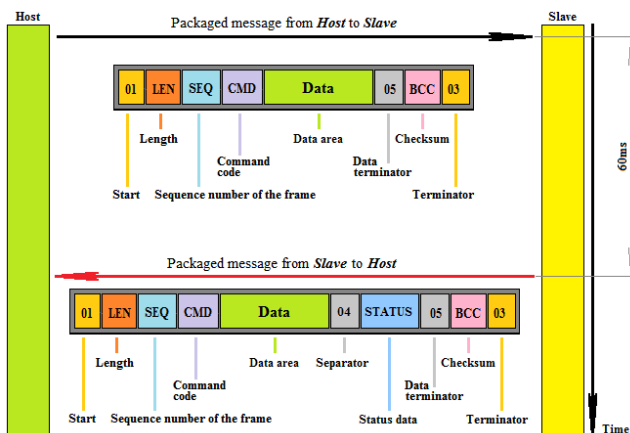 Host
Packaged message from Host to Slave
Slave
01 LEN SEQ CMD Data 05 BCC 03
Length
Data area
Checksum
Command
code
Data
terminator
Start
Sequence number of the frame
Terminator
60ms
Packaged message from Slave to Host
01 LEN SEQ CMD Data 04 STATUS 05 BCC 03
Length
Data area
Separator
Checksum
Command
code
Data
terminator
Start
Sequence number of the frame
Status data
Terminator
Time